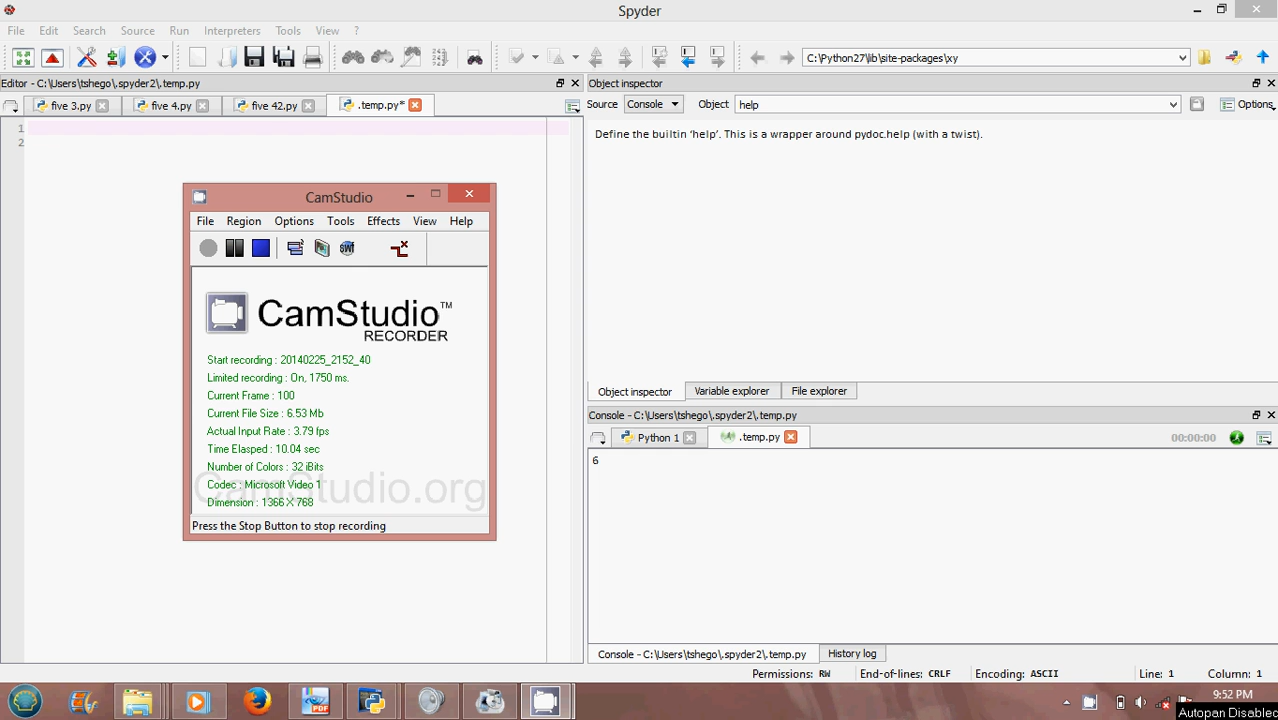 Spyder
File Edit Search Source Run Interpreters Tools View ?
C:\Python27\lib\site-packages\xy
Editor - C:\Users\tshego\.spyder2\.temp.py
five 3.py five 4.py five 42.py .temp.py*
1
2
Object inspector
Source Console Object help Options
Define the builtin ‘help’. This is a wrapper around pydoc.help (with a twist).
CamStudio
File Region Options Tools Effects View Help
SWF
CamStudio™
RECORDER
Start recording : 20140225_2152_40
Limited recording : On, 1750 ms.
Current Frame : 100
Current File Size : 6.53 Mb
Actual Input Rate : 3.79 fps
Time Elasped : 10.04 sec
Number of Colors : 32 iBits
Codec : Microsoft Video 1
Dimension : 1366 X 768
CamStudio.org
Press the Stop Button to stop recording
Object inspector Variable explorer File explorer
Console - C:\Users\tshego\.spyder2\.temp.py
Python 1 .temp.py 00:00:00
6
Console - C:\Users\tshego\.spyder2\.temp.py History log
Permissions: RW End-of-lines: CRLF Encoding: ASCII Line: 1 Column: 1
9:52 PM
Autopan Disabled